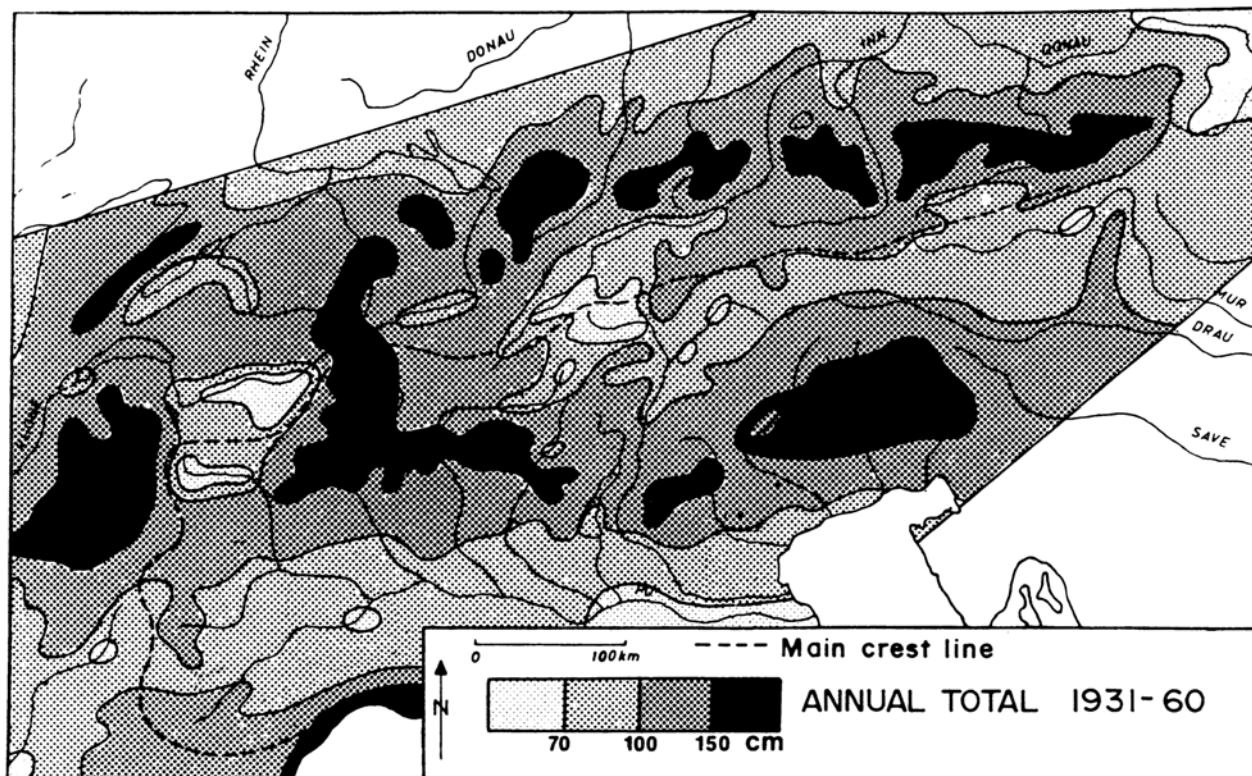 RHEIN
DONAU
INN
DONAU
MUR
DRAU
SAVE
PO
0 100km
Main crest line
N
70 100 150 cm
ANNUAL TOTAL 1931-60